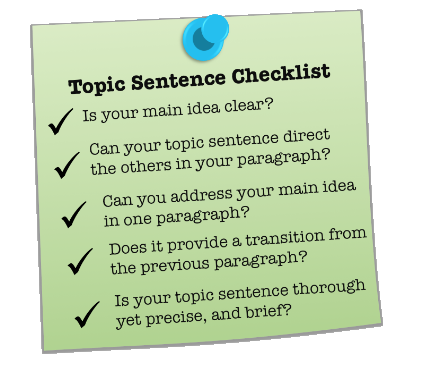 Topic Sentence Checklist
Is your main idea clear?
Can your topic sentence direct
the others in your paragraph?
Can you address your main idea
in one paragraph?
Does it provide a transition from
the previous paragraph?
Is your topic sentence thorough
yet precise, and brief?